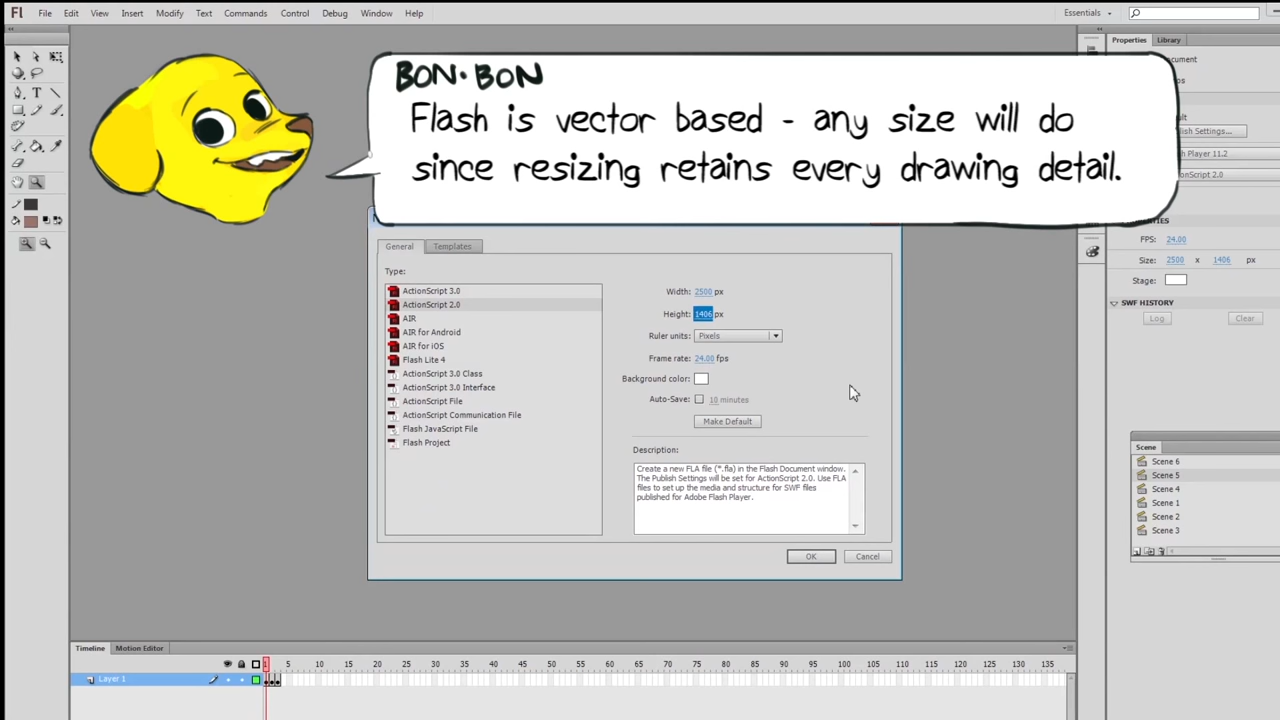 Fl File Edit View Insert Modify Text Commands Control Debug Window Help Essentials
Properties Library
BON·BON
Flash is vector based - any size will do
since resizing retains every drawing detail.
FPS: 24.00
Size: 2500 x 1406 px
Stage:
SWF HISTORY
Log Clear
General Templates
Type:
ActionScript 3.0
ActionScript 2.0
AIR
AIR for Android
AIR for iOS
Flash Lite 4
ActionScript 3.0 Class
ActionScript 3.0 Interface
ActionScript File
ActionScript Communication File
Flash JavaScript File
Flash Project
Width: 2500 px
Height: 1406 px
Ruler units: Pixels
Frame rate: 24.00 fps
Background color:
Auto-Save: 10 minutes
Make Default
Description:
Create a new FLA file (*.fla) in the Flash Document window.
The Publish Settings will be set for ActionScript 2.0. Use FLA
files to set up the media and structure for SWF files
published for Adobe Flash Player.
OK Cancel
Scene
Scene 6
Scene 5
Scene 4
Scene 1
Scene 2
Scene 3
Timeline Motion Editor
1 5 10 15 20 25 30 35 40 45 50 55 60 65 70 75 80 85 90 95 100 105 110 115 120 125 130 135
Layer 1